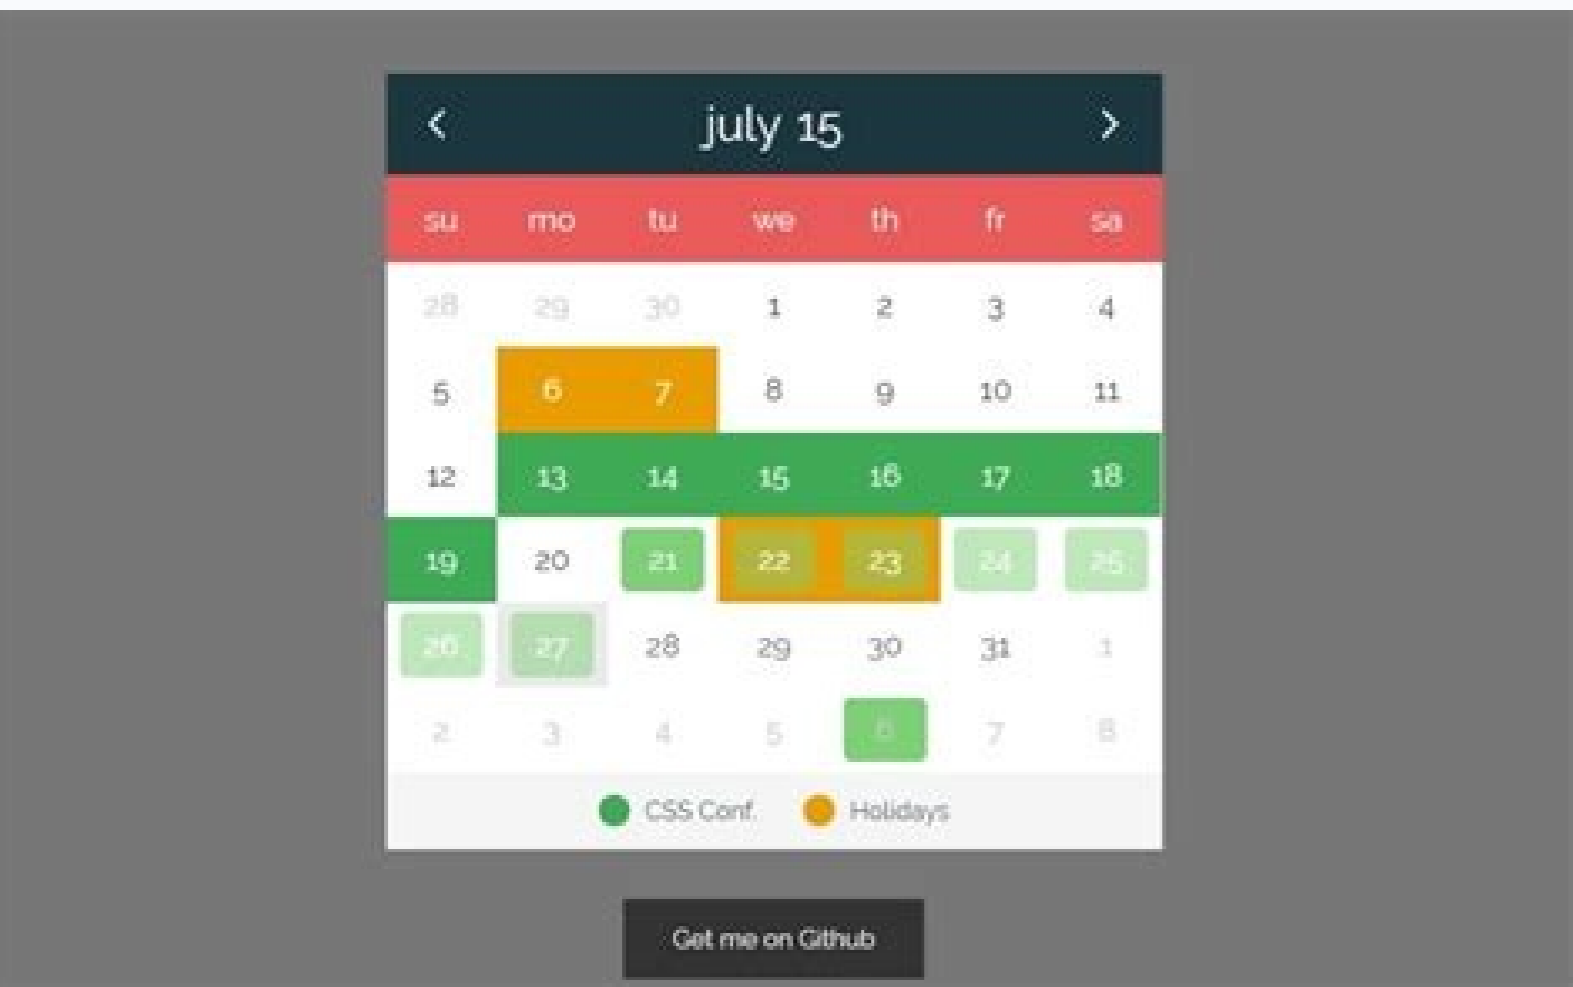 july 15
su mo tu we th fr sa
28 29 30 1 2 3 4
5 6 7 8 9 10 11
12 13 14 15 16 17 18
19 20 21 22 23 24 25
26 27 28 29 30 31 1
2 3 4 5 6 7 8
CSS Conf. Holidays
Get me on Github